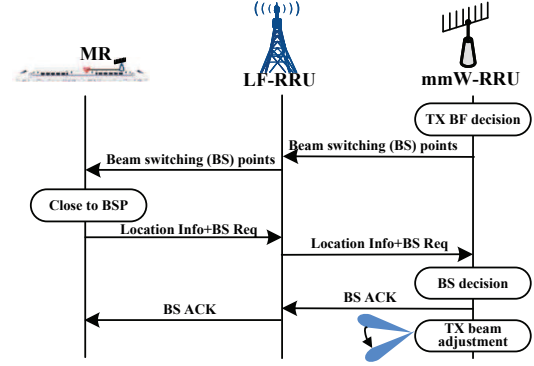 MR
LF-RRU
mmW-RRU
TX BF decision
Beam switching (BS) points
Beam switching (BS) points
Close to BSP
Location Info+BS Req
Location Info+BS Req
BS decision
BS ACK
BS ACK
TX beam
adjustment